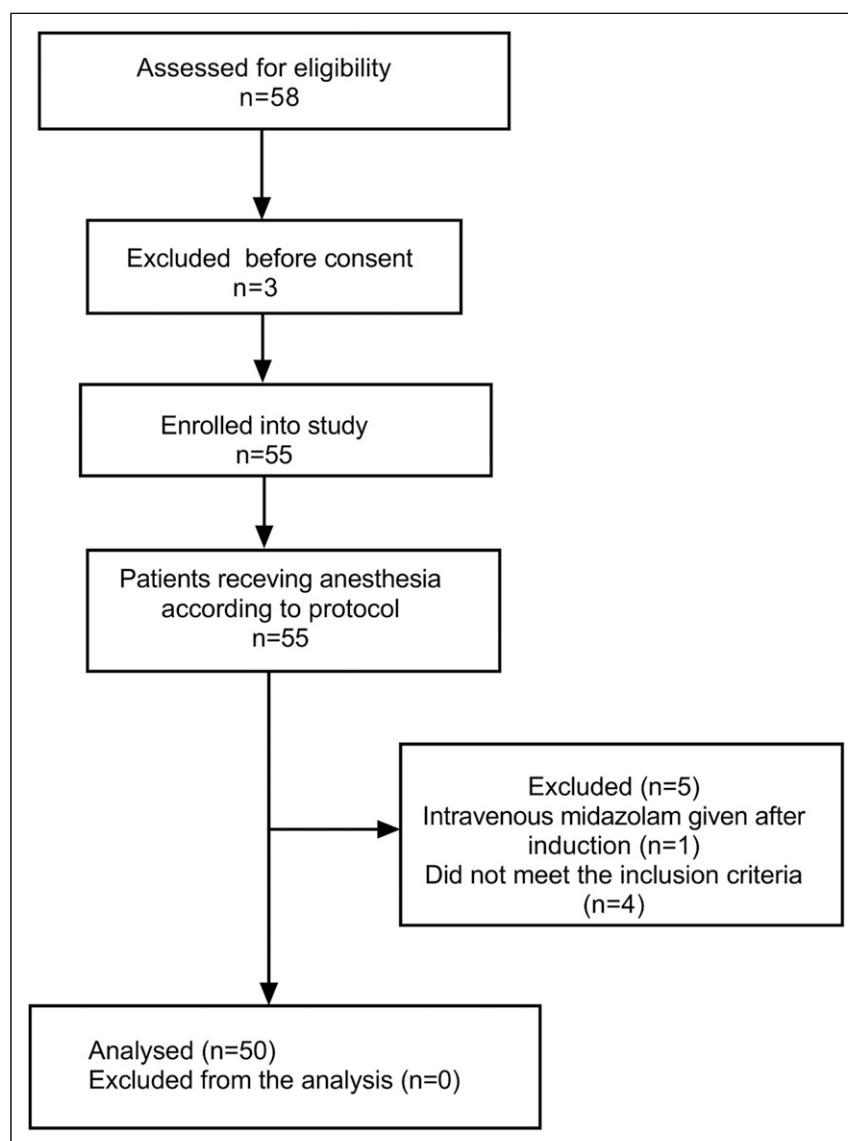 Assessed for eligibility
n=58
Excluded before consent
n=3
Enrolled into study
n=55
Patients receving anesthesia
according to protocol
n=55
Excluded (n=5)
Intravenous midazolam given after
induction (n=1)
Did not meet the inclusion criteria
(n=4)
Analysed (n=50)
Excluded from the analysis (n=0)